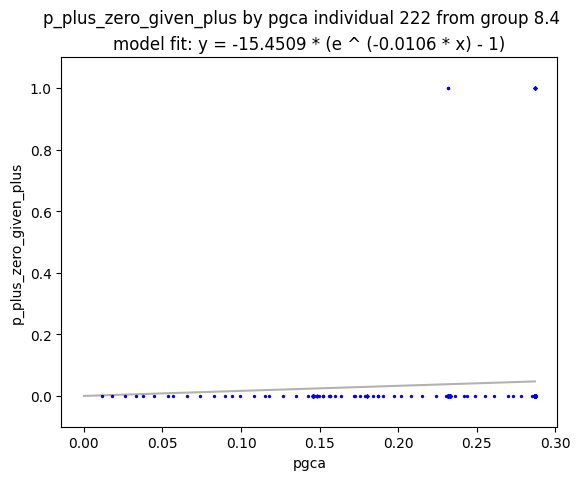 p_plus_zero_given_plus by pgca individual 222 from group 8.4
model fit: y = -15.4509 * (e ^ (-0.0106 * x) - 1)
1.0
0.8
0.6
0.4
0.2
0.0
p_plus_zero_given_plus
0.00 0.05 0.10 0.15 0.20 0.25 0.30
pgca